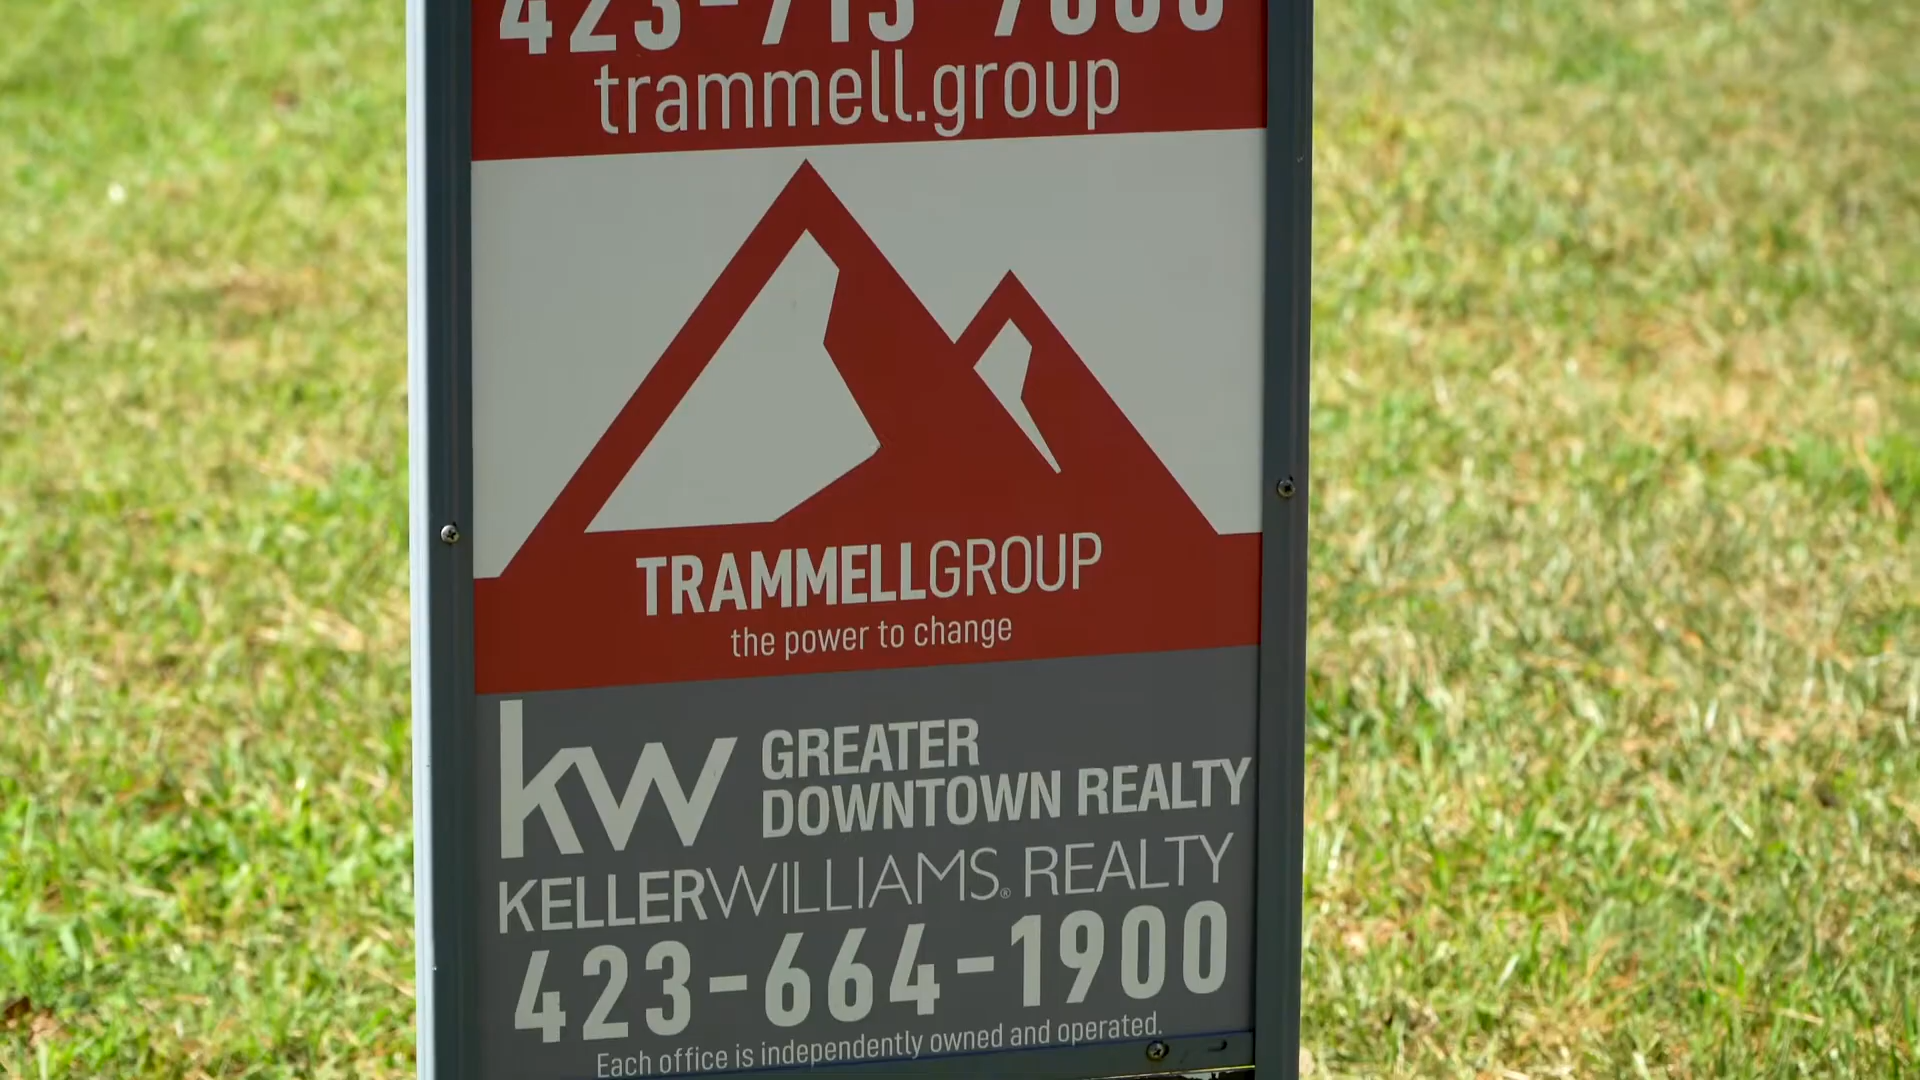 trammell.group
TRAMMELLGROUP
the power to change
kw GREATER
DOWNTOWN REALTY
KELLERWILLIAMS® REALTY
423-664-1900
Each office is independently owned and operated.